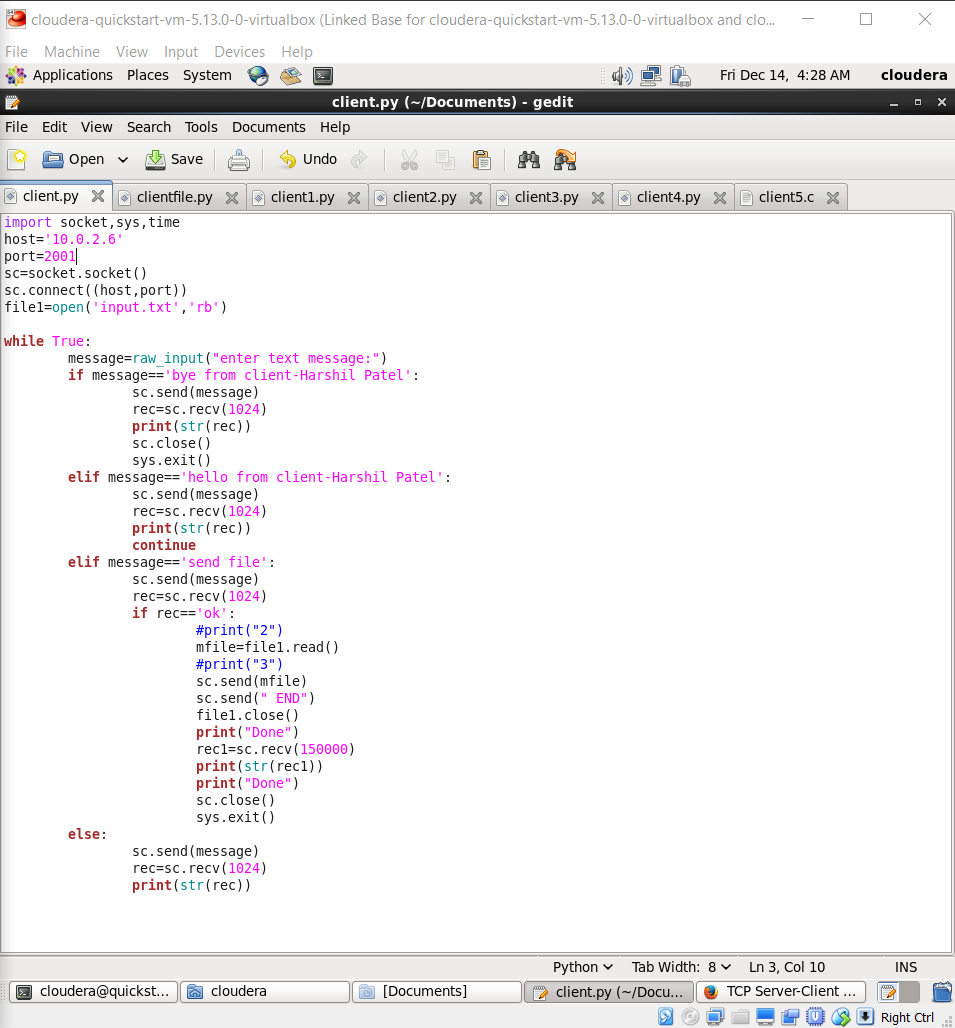 cloudera-quickstart-vm-5.13.0-0-virtualbox (Linked Base for cloudera-quickstart-vm-5.13.0-0-virtualbox and clo...
File Machine View Input Devices Help
Applications Places System Fri Dec 14, 4:28 AM cloudera
client.py (~/Documents) - gedit
File Edit View Search Tools Documents Help
Open Save Undo
client.py clientfile.py client1.py client2.py client3.py client4.py client5.c
import socket,sys,time
host='10.0.2.6'
port=2001
sc=socket.socket()
sc.connect((host,port))
file1=open('input.txt','rb')

while True:
        message=raw_input("enter text message:")
        if message=='bye from client-Harshil Patel':
                sc.send(message)
                rec=sc.recv(1024)
                print(str(rec))
                sc.close()
                sys.exit()
        elif message=='hello from client-Harshil Patel':
                sc.send(message)
                rec=sc.recv(1024)
                print(str(rec))
                continue
        elif message=='send file':
                sc.send(message)
                rec=sc.recv(1024)
                if rec=='ok':
                        #print("2")
                        mfile=file1.read()
                        #print("3")
                        sc.send(mfile)
                        sc.send(" END")
                        file1.close()
                        print("Done")
                        rec1=sc.recv(150000)
                        print(str(rec1))
                        print("Done")
                        sc.close()
                        sys.exit()
        else:
                sc.send(message)
                rec=sc.recv(1024)
                print(str(rec))
Python Tab Width: 8 Ln 3, Col 10 INS
cloudera@quickst... cloudera [Documents] client.py (~/Docu... TCP Server-Client ...
Right Ctrl